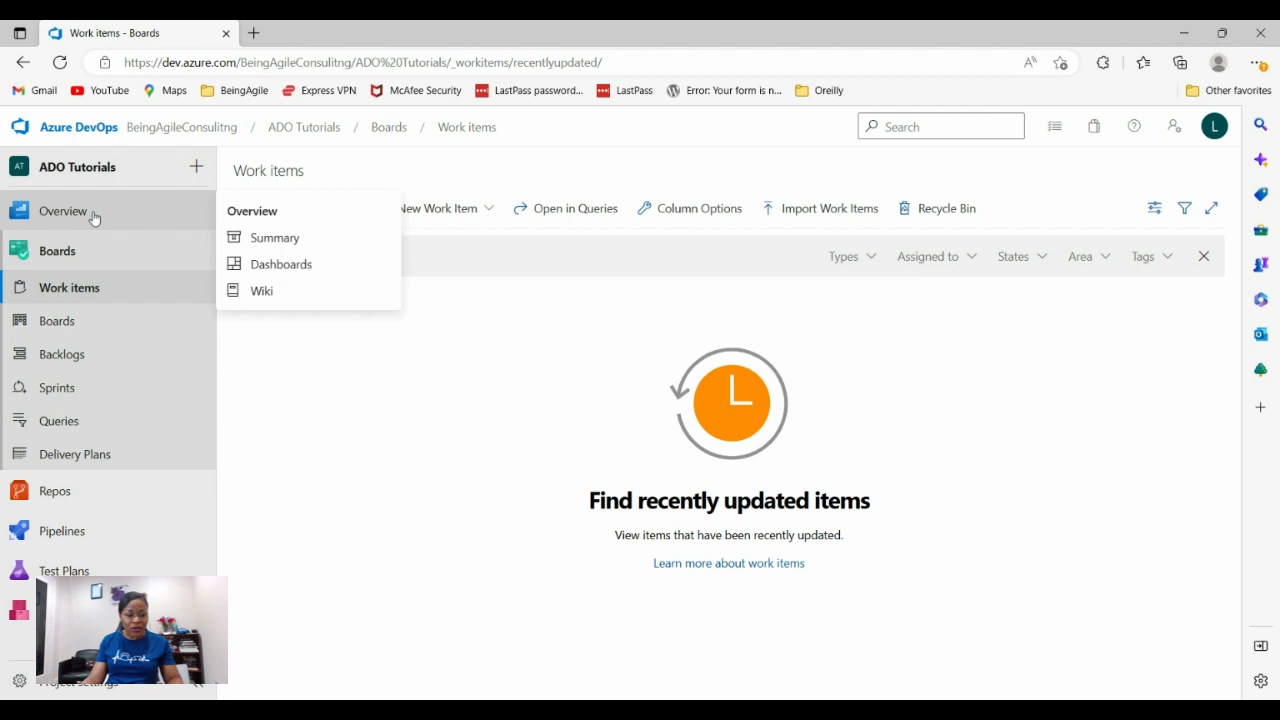 Work items - Boards
https://dev.azure.com/BeingAgileConsulitng/ADO%20Tutorials/_workitems/recentlyupdated/
Gmail YouTube Maps BeingAgile Express VPN McAfee Security LastPass password... LastPass Error: Your form is n... Oreilly Other favorites
Azure DevOps BeingAgileConsulitng / ADO Tutorials / Boards / Work items Search L
AT ADO Tutorials
Work items
Overview
Boards
Work items
Boards
Backlogs
Sprints
Queries
Delivery Plans
Repos
Pipelines
Test Plans
Overview
Summary
Dashboards
Wiki
New Work Item Open in Queries Column Options Import Work Items Recycle Bin
Types Assigned to States Area Tags
Find recently updated items
View items that have been recently updated.
Learn more about work items